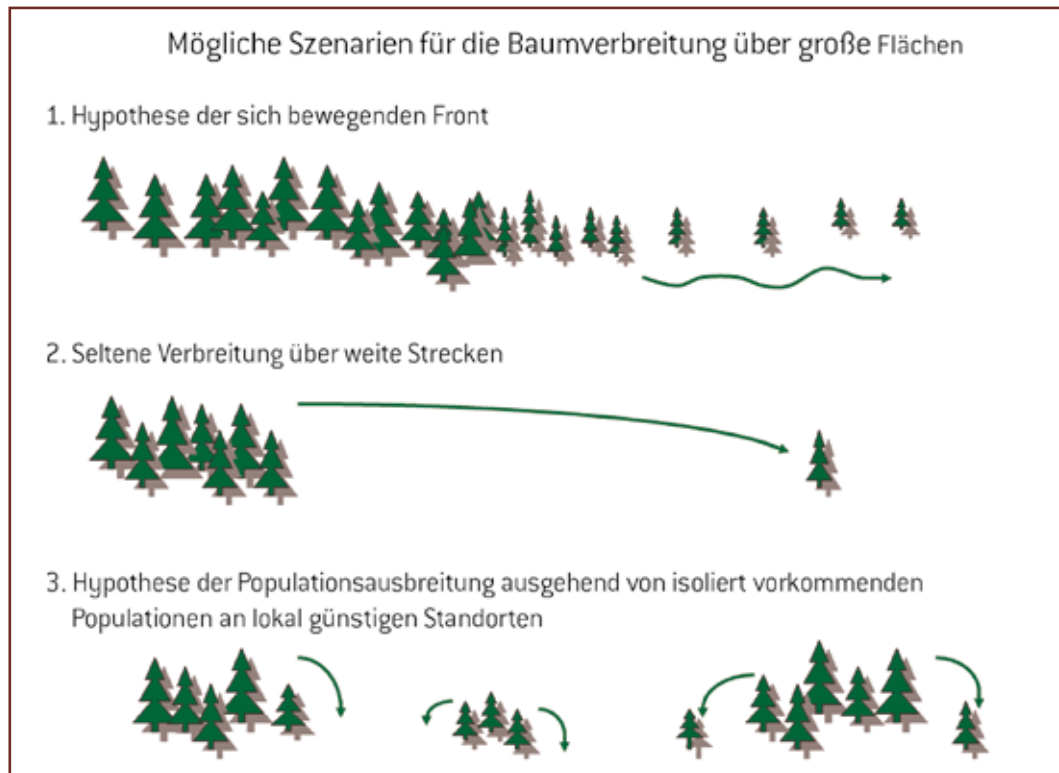 Mögliche Szenarien für die Baumverbreitung über große Flächen
1. Hypothese der sich bewegenden Front
2. Seltene Verbreitung über weite Strecken
3. Hypothese der Populationsausbreitung ausgehend von isoliert vorkommenden
Populationen an lokal günstigen Standorten